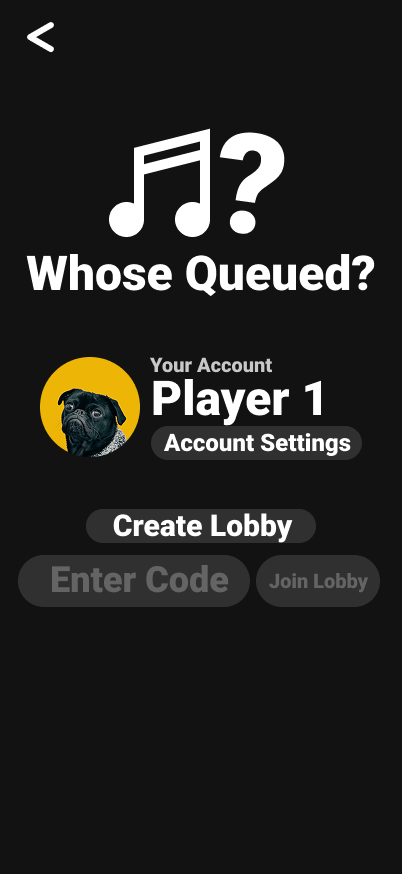 Whose Queued?
Your Account
Player 1
Account Settings
Create Lobby
Enter Code
Join Lobby